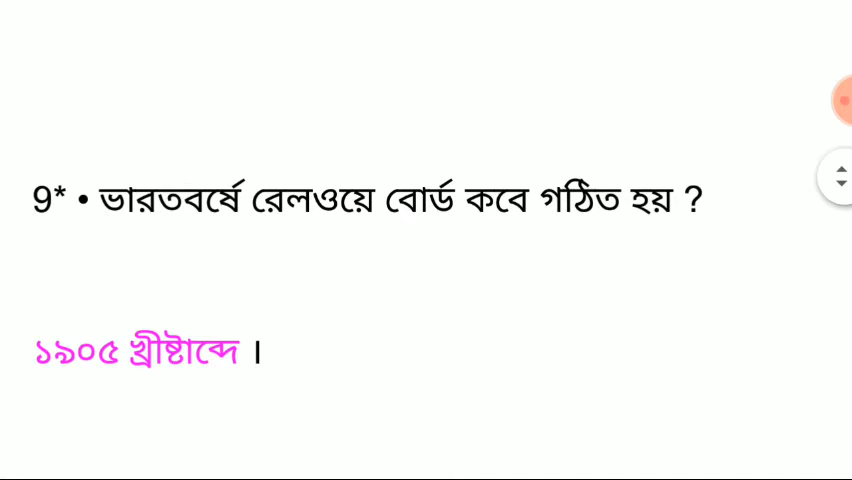 9* • ভারতবর্ষে রেলওয়ে বোর্ড কবে গঠিত হয় ?
১৯০৫ খ্রীষ্টাব্দে ।